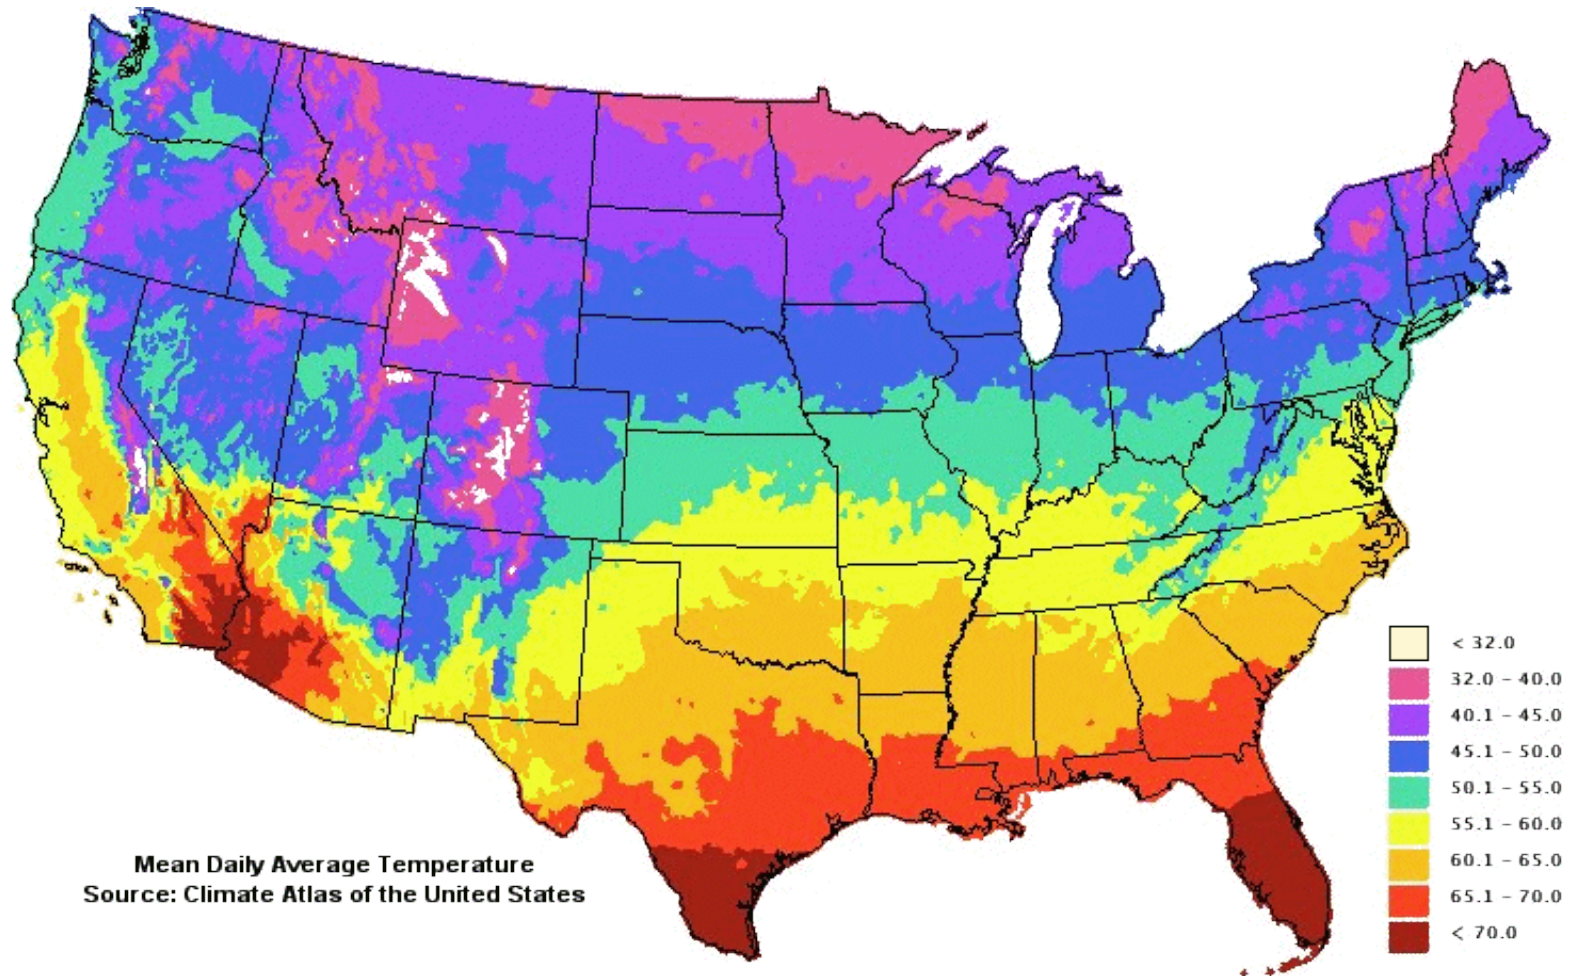 < 32.0
32.0 - 40.0
40.1 - 45.0
45.1 - 50.0
50.1 - 55.0
55.1 - 60.0
60.1 - 65.0
65.1 - 70.0
< 70.0
Mean Daily Average Temperature
Source: Climate Atlas of the United States